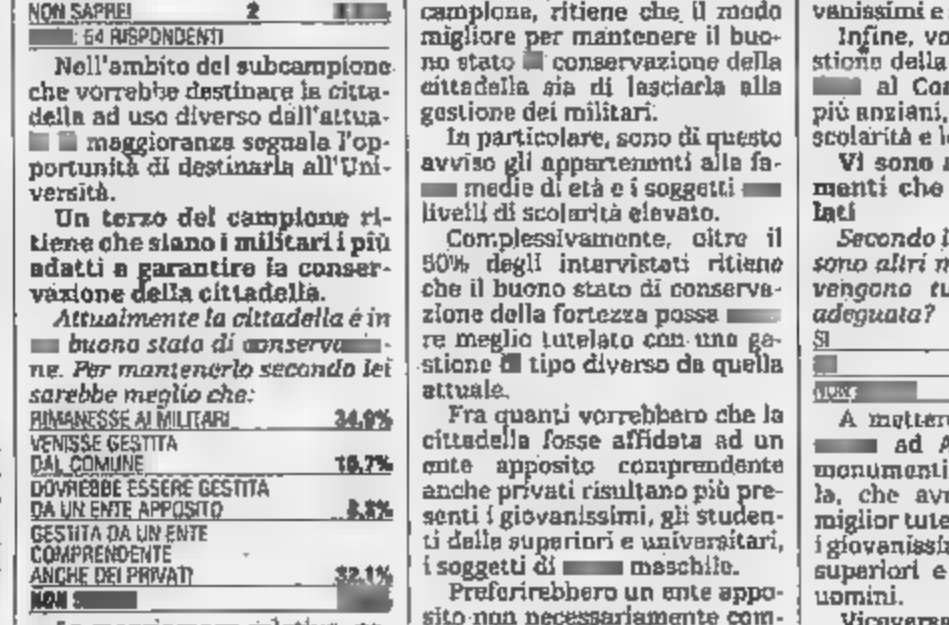 NON SAPREI 2
: 64 RISPONDENTI
Nell'ambito del subcampione
che vorrebbe destinare la citta-
della ad uso diverso dall'attua-
maggioranza segnala l'op-
portunità di destinarla all'Uni-
versità.
Un terzo del campione ri-
tiene che siano i militari i più
adatti a garantire la conser-
vazione della cittadella.
Attualmente la cittadella è in
buono stato di
ne. Per mantenerlo secondo lei
sarebbe meglio che:
RIMANESSE AI MILITARI 34,9%
VENISSE GESTITA
DAL COMUNE 16,7%
DOVREBBE ESSERE GESTITA
DA UN ENTE APPOSITO
GESTITA DA UN ENTE
COMPRENDENTE
ANCHE DEI PRIVATI 32,1%
NON
campione, ritiene che il modo
migliore per mantenere il buo-
no stato conservazione della
cittadella sia di lasciarla alla
gestione dei militari.
In particolare, sono di questo
avviso gli appartenenti alle fa-
medie di età e i soggetti
livelli di scolarità elevato.
Complessivamente, oltre il
50% degli intervistati ritiene
che il buono stato di conserva-
zione della fortezza possa
re meglio tutelato con una ge-
stione tipo diverso da quella
attuale.
Fra quanti vorrebbero che la
cittadella fosse affidata ad un
ente apposito comprendente
anche privati risultano più pre-
senti i giovanissimi, gli studen-
ti delle superiori e universitari,
i soggetti di maschile.
Preferirebbero un ente appo-
sito non necessariamente com-
vanissimi e
Infine, vo
stione della
al Com
più anziani,
scolarità e
Vi sono
menti che
lati
Secondo
sono altri m
vengono tu
adeguata?
SI
A mettere
ad A
monumenti
la, che avr
miglior tute
i giovanissim
superiori e
uomini.
Viceversa